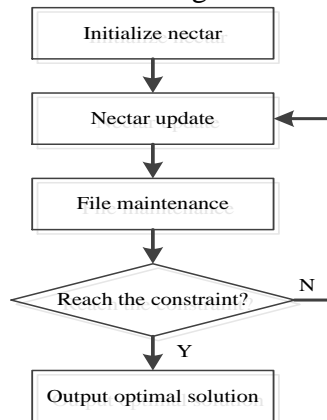 Initialize nectar
Nectar update
File maintenance
Reach the constraint?
N
Y
Output optimal solution